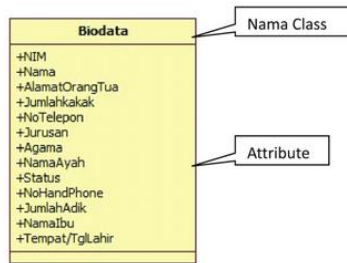 Biodata
Nama Class
+NIM
+Nama
+AlamatOrangTua
+Jumlahkakak
+NoTelepon
+Jurusan
+Agama
+NamaAyah
Attribute
+Status
+NoHandPhone
+JumlahAdik
+NamaIbu
+Tempat/TglLahir